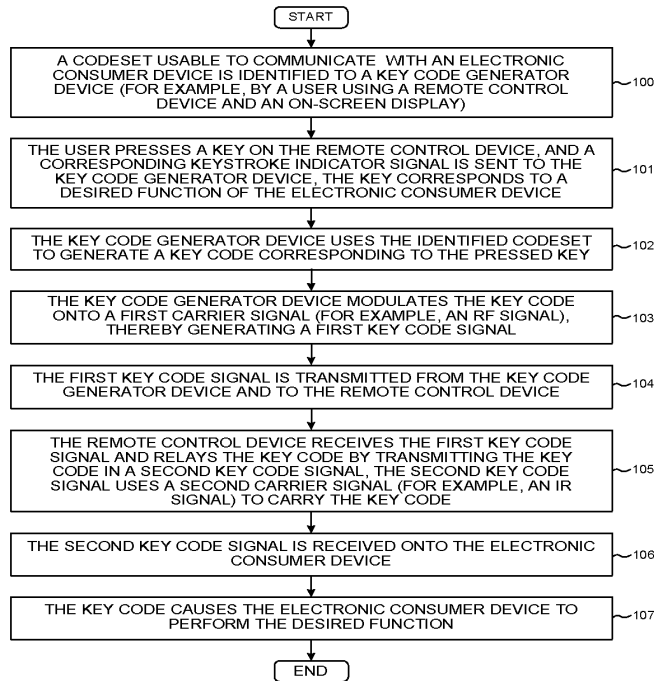 START
A CODESET USABLE TO COMMUNICATE WITH AN ELECTRONIC
CONSUMER DEVICE IS IDENTIFIED TO A KEY CODE GENERATOR
DEVICE (FOR EXAMPLE, BY A USER USING A REMOTE CONTROL
DEVICE AND AN ON-SCREEN DISPLAY)
100
THE USER PRESSES A KEY ON THE REMOTE CONTROL DEVICE, AND A
CORRESPONDING KEYSTROKE INDICATOR SIGNAL IS SENT TO THE
KEY CODE GENERATOR DEVICE, THE KEY CORRESPONDS TO A
DESIRED FUNCTION OF THE ELECTRONIC CONSUMER DEVICE
101
THE KEY CODE GENERATOR DEVICE USES THE IDENTIFIED CODESET
TO GENERATE A KEY CODE CORRESPONDING TO THE PRESSED KEY
102
THE KEY CODE GENERATOR DEVICE MODULATES THE KEY CODE
ONTO A FIRST CARRIER SIGNAL (FOR EXAMPLE, AN RF SIGNAL),
THEREBY GENERATING A FIRST KEY CODE SIGNAL
103
THE FIRST KEY CODE SIGNAL IS TRANSMITTED FROM THE KEY CODE
GENERATOR DEVICE AND TO THE REMOTE CONTROL DEVICE
104
THE REMOTE CONTROL DEVICE RECEIVES THE FIRST KEY CODE
SIGNAL AND RELAYS THE KEY CODE BY TRANSMITTING THE KEY
CODE IN A SECOND KEY CODE SIGNAL, THE SECOND KEY CODE
SIGNAL USES A SECOND CARRIER SIGNAL (FOR EXAMPLE, AN IR
SIGNAL) TO CARRY THE KEY CODE
105
THE SECOND KEY CODE SIGNAL IS RECEIVED ONTO THE ELECTRONIC
CONSUMER DEVICE
106
THE KEY CODE CAUSES THE ELECTRONIC CONSUMER DEVICE TO
PERFORM THE DESIRED FUNCTION
107
END